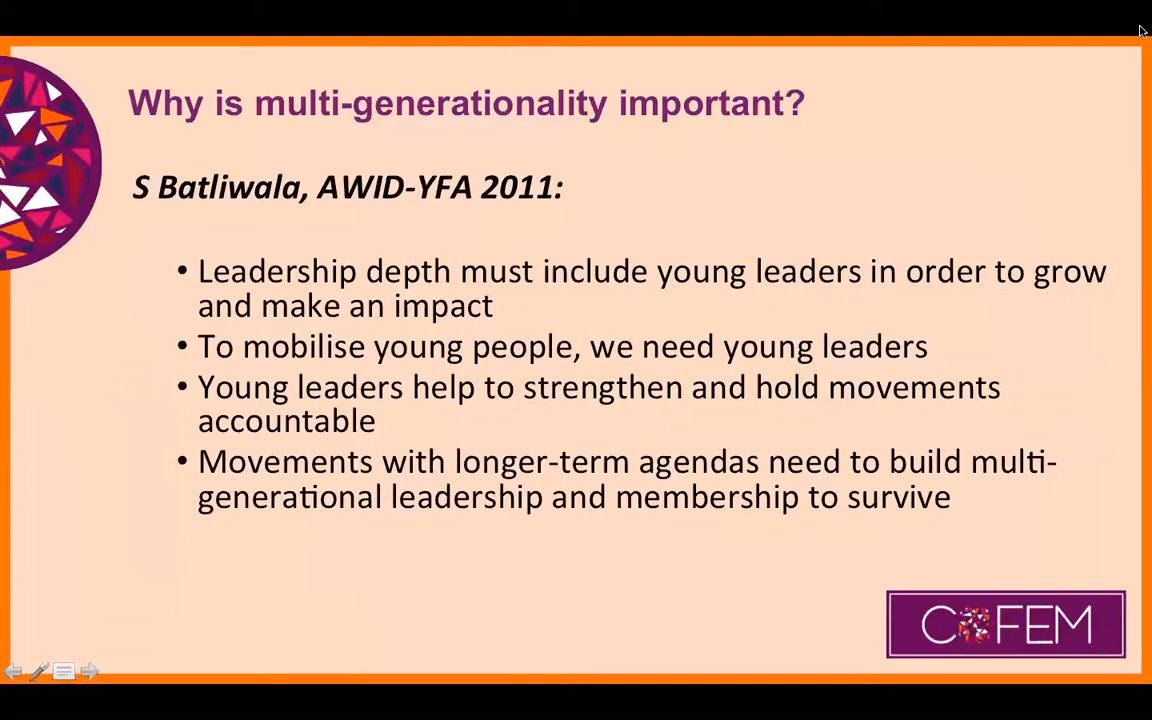 Why is multi-generationality important?
S Batliwala, AWID-YFA 2011:
• Leadership depth must include young leaders in order to grow
and make an impact
• To mobilise young people, we need young leaders
• Young leaders help to strengthen and hold movements
accountable
• Movements with longer-term agendas need to build multi-
generational leadership and membership to survive
COFEM